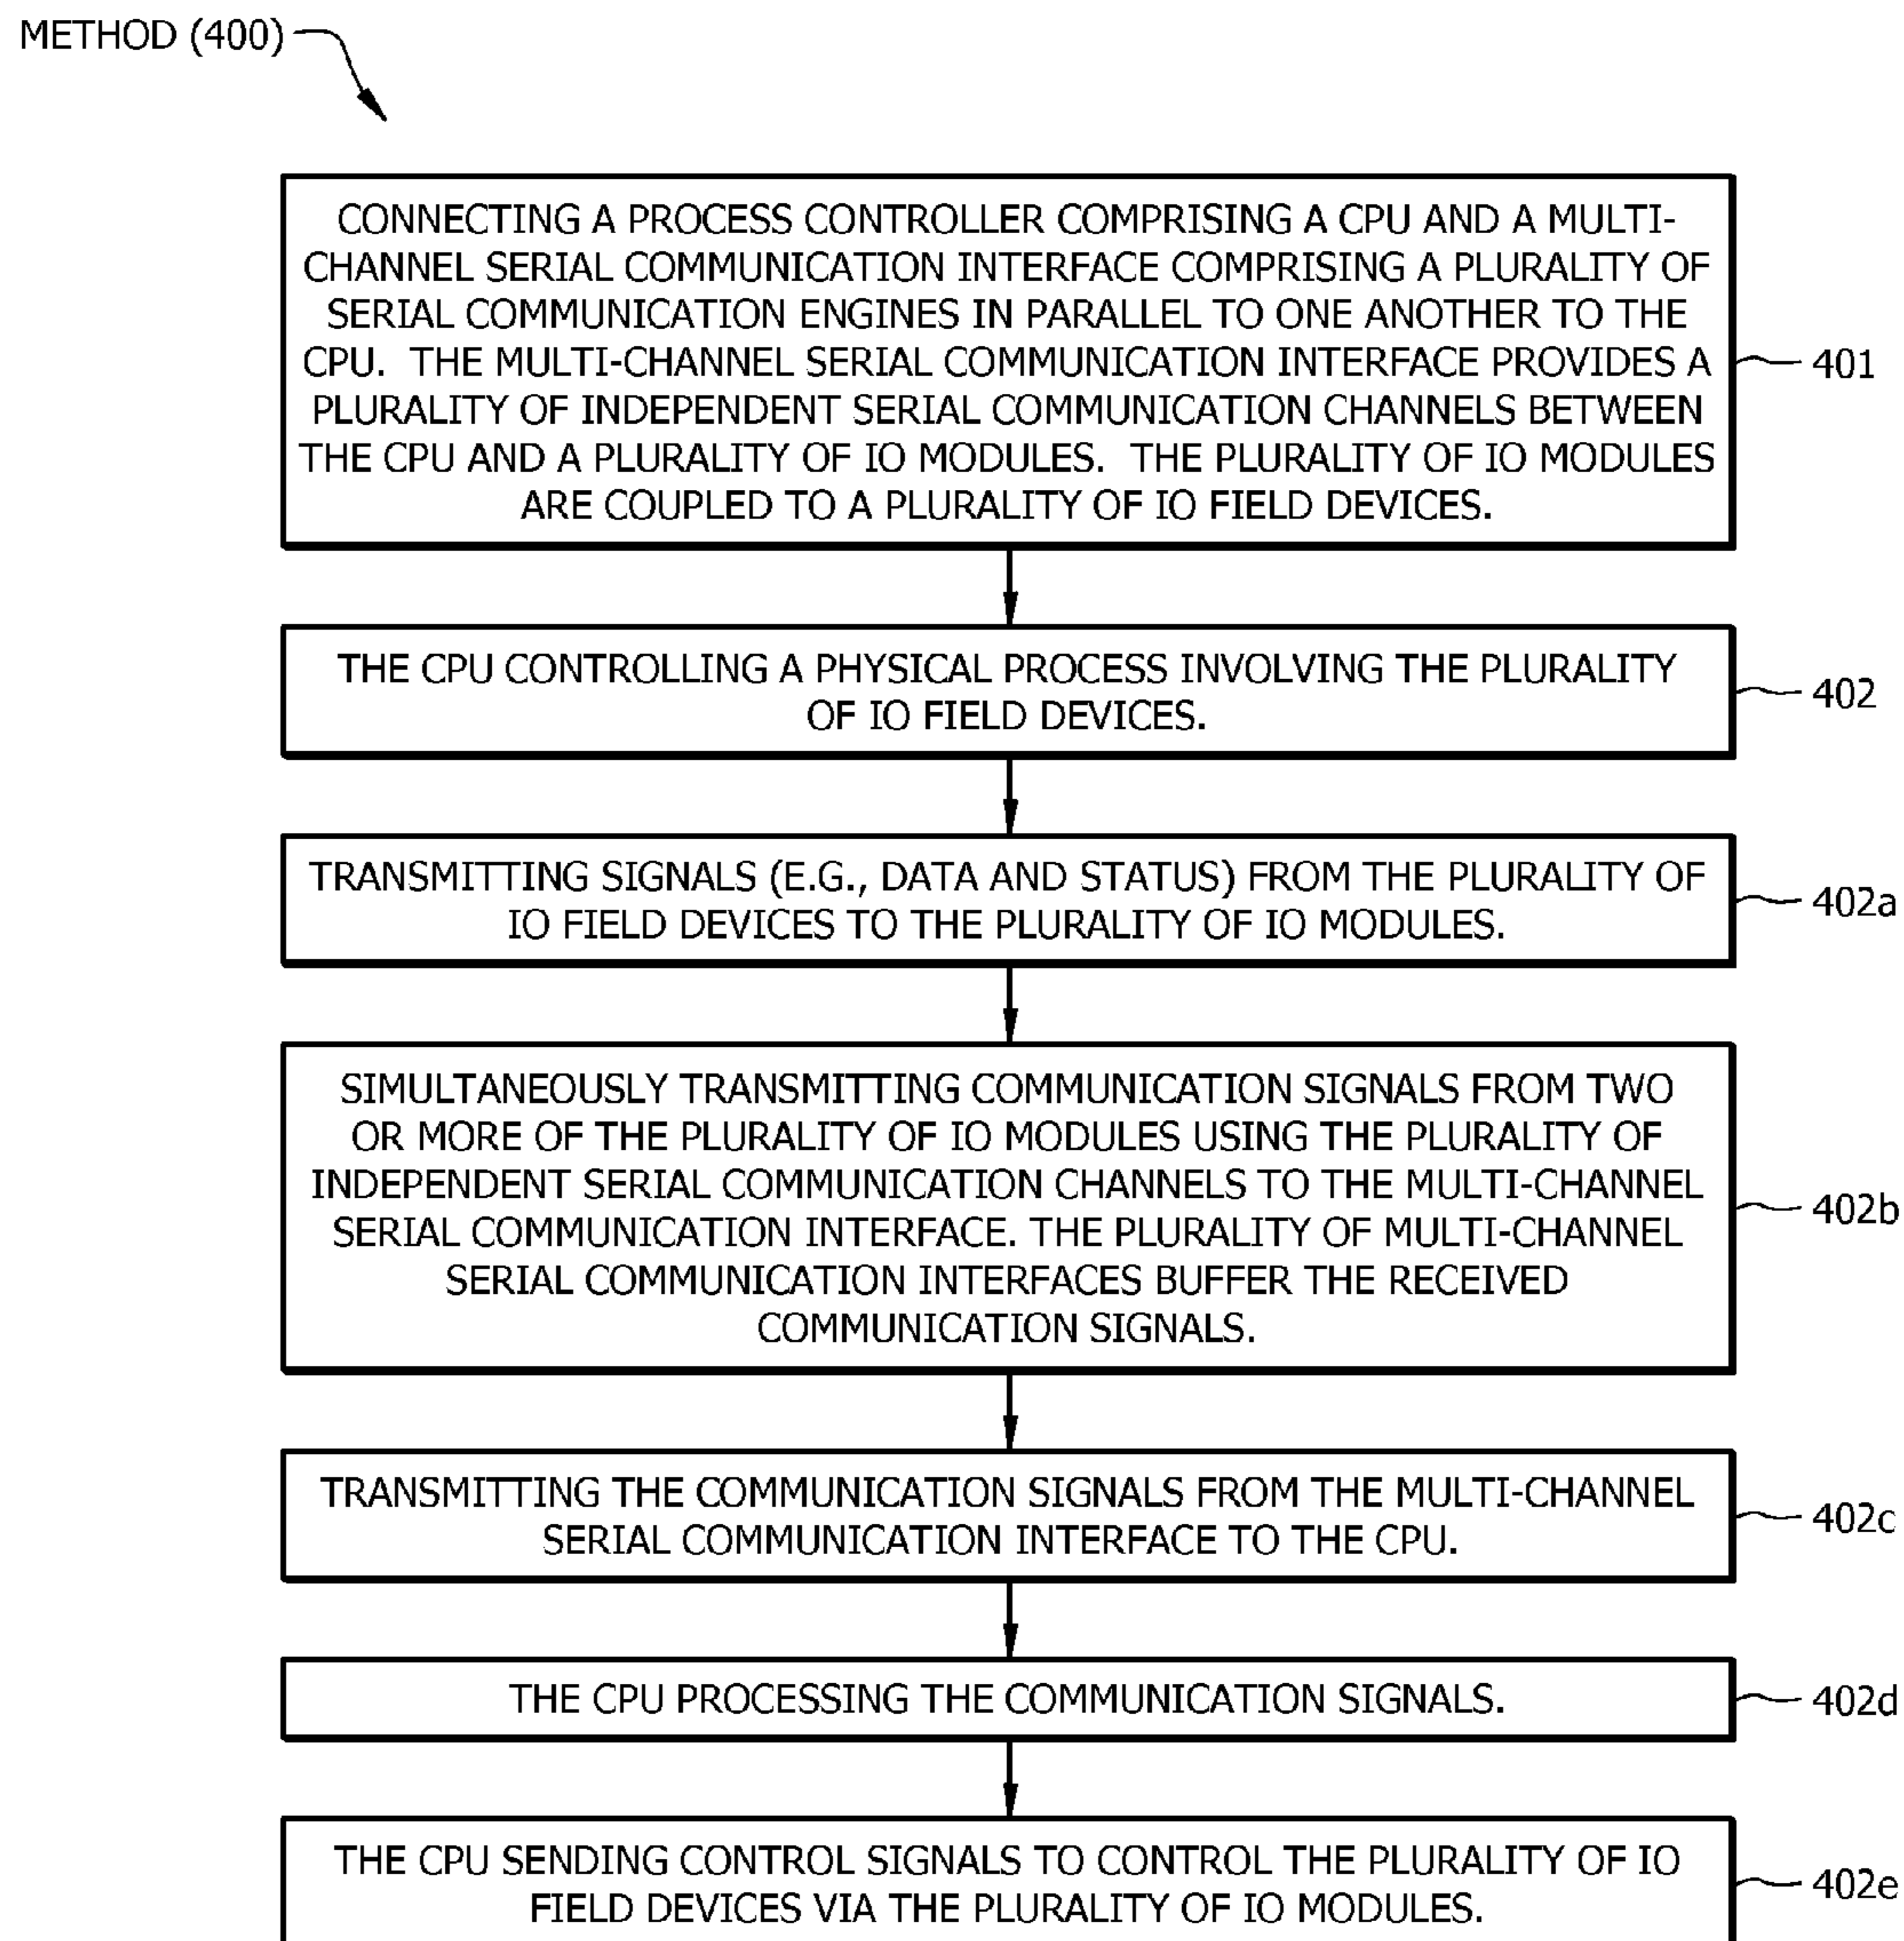 METHOD (400)
CONNECTING A PROCESS CONTROLLER COMPRISING A CPU AND A MULTI-
CHANNEL SERIAL COMMUNICATION INTERFACE COMPRISING A PLURALITY OF
SERIAL COMMUNICATION ENGINES IN PARALLEL TO ONE ANOTHER TO THE
CPU. THE MULTI-CHANNEL SERIAL COMMUNICATION INTERFACE PROVIDES A
PLURALITY OF INDEPENDENT SERIAL COMMUNICATION CHANNELS BETWEEN
THE CPU AND A PLURALITY OF IO MODULES. THE PLURALITY OF IO MODULES
ARE COUPLED TO A PLURALITY OF IO FIELD DEVICES.
401
THE CPU CONTROLLING A PHYSICAL PROCESS INVOLVING THE PLURALITY
OF IO FIELD DEVICES.
402
TRANSMITTING SIGNALS (E.G., DATA AND STATUS) FROM THE PLURALITY OF
IO FIELD DEVICES TO THE PLURALITY OF IO MODULES.
402a
SIMULTANEOUSLY TRANSMITTING COMMUNICATION SIGNALS FROM TWO
OR MORE OF THE PLURALITY OF IO MODULES USING THE PLURALITY OF
INDEPENDENT SERIAL COMMUNICATION CHANNELS TO THE MULTI-CHANNEL
SERIAL COMMUNICATION INTERFACE. THE PLURALITY OF MULTI-CHANNEL
SERIAL COMMUNICATION INTERFACES BUFFER THE RECEIVED
COMMUNICATION SIGNALS.
402b
TRANSMITTING THE COMMUNICATION SIGNALS FROM THE MULTI-CHANNEL
SERIAL COMMUNICATION INTERFACE TO THE CPU.
402c
THE CPU PROCESSING THE COMMUNICATION SIGNALS.
402d
THE CPU SENDING CONTROL SIGNALS TO CONTROL THE PLURALITY OF IO
FIELD DEVICES VIA THE PLURALITY OF IO MODULES.
402e